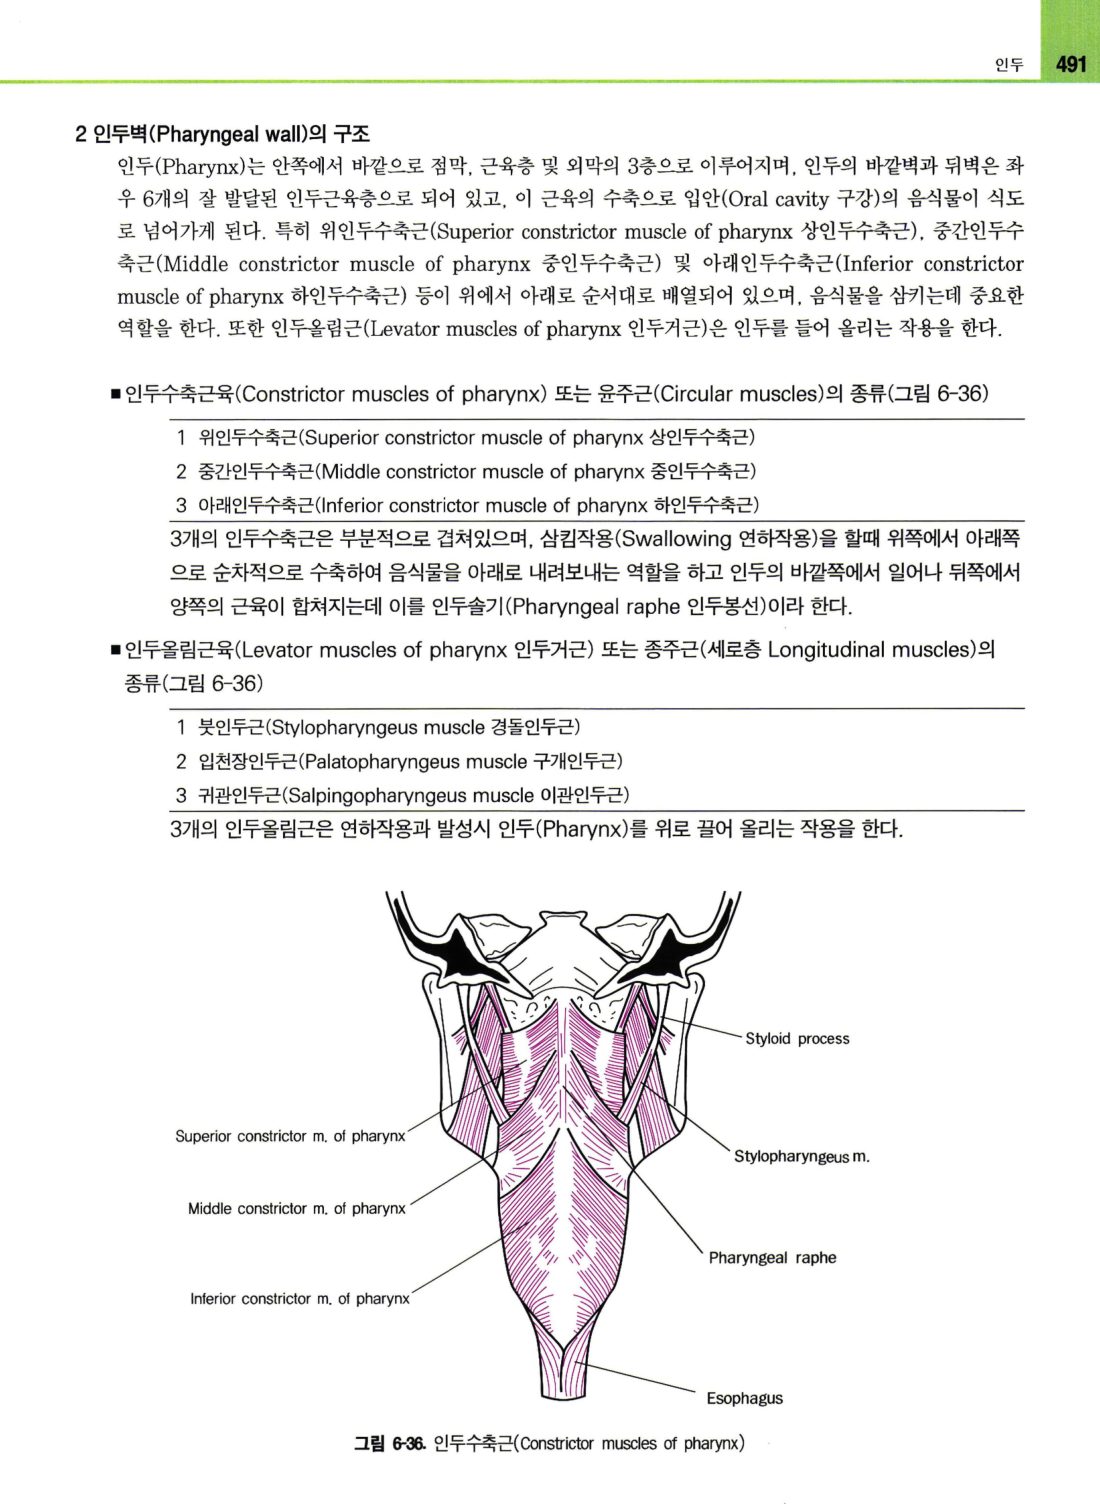 인두 491
2 인두벽(Pharyngeal wall)의 구조
인두(Pharynx)는 안쪽에서 바깥으로 점막, 근육층 및 외막의 3층으로 이루어지며, 인두의 바깥벽과 뒤벽은 좌
우 6개의 잘 발달된 인두근육층으로 되어 있고, 이 근육의 수축으로 입안(Oral cavity 구강)의 음식물이 식도
로 넘어가게 된다. 특히 위인두수축근(Superior constrictor muscle of pharynx 상인두수축근), 중간인두수
축근(Middle constrictor muscle of pharynx 중인두수축근) 및 아래인두수축근(Inferior constrictor
muscle of pharynx 하인두수축근) 등이 위에서 아래로 순서대로 배열되어 있으며, 음식물을 삼키는데 중요한
역할을 한다. 또한 인두올림근(Levator muscles of pharynx 인두거근)은 인두를 들어 올리는 작용을 한다.
■ 인두수축근육(Constrictor muscles of pharynx) 또는 윤주근(Circular muscles)의 종류(그림 6-36)
1 위인두수축근(Superior constrictor muscle of pharynx 상인두수축근)
2 중간인두수축근(Middle constrictor muscle of pharynx 중인두수축근)
3 아래인두수축근(Inferior constrictor muscle of pharynx 하인두수축근)
3개의 인두수축근은 부분적으로 겹쳐있으며, 삼킴작용(Swallowing 연하작용)을 할때 위쪽에서 아래쪽
으로 순차적으로 수축하여 음식물을 아래로 내려보내는 역할을 하고 인두의 바깥쪽에서 일어나 뒤쪽에서
양쪽의 근육이 합쳐지는데 이를 인두솔기(Pharyngeal raphe 인두봉선)이라 한다.
■ 인두올림근육(Levator muscles of pharynx 인두거근) 또는 종주근(세로층 Longitudinal muscles)의
종류(그림 6-36)
1 붓인두근(Stylopharyngeus muscle 경돌인두근)
2 입천장인두근(Palatopharyngeus muscle 구개인두근)
3 귀관인두근(Salpingopharyngeus muscle 이관인두근)
3개의 인두올림근은 연하작용과 발성시 인두(Pharynx)를 위로 끌어 올리는 작용을 한다.
Styloid process
Superior constrictor m. of pharynx
Stylopharyngeus m.
Middle constrictor m. of pharynx
Pharyngeal raphe
Inferior constrictor m. of pharynx
Esophagus
그림 6-36. 인두수축근(Constrictor muscles of pharynx)